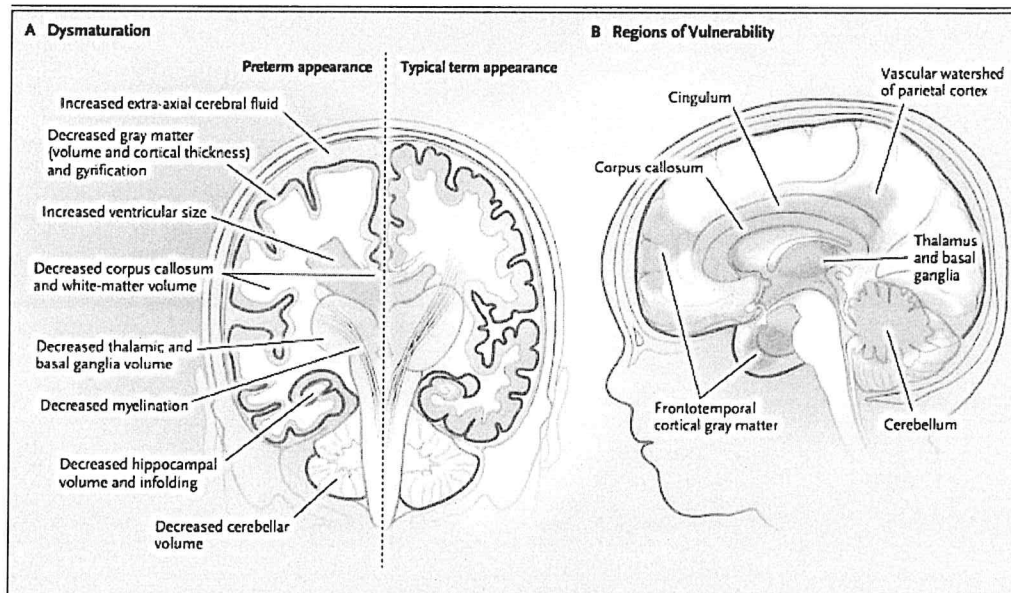 A Dysmaturation
Preterm appearance
Typical term appearance
Increased extra-axial cerebral fluid
Decreased gray matter
(volume and cortical thickness)
and gyrification
Increased ventricular size
Decreased corpus callosum
and white-matter volume
Decreased thalamic and
basal ganglia volume
Decreased myelination
Decreased hippocampal
volume and infolding
Decreased cerebellar
volume
B Regions of Vulnerability
Vascular watershed
of parietal cortex
Cingulum
Corpus callosum
Thalamus
and basal
ganglia
Frontotemporal
cortical gray matter
Cerebellum